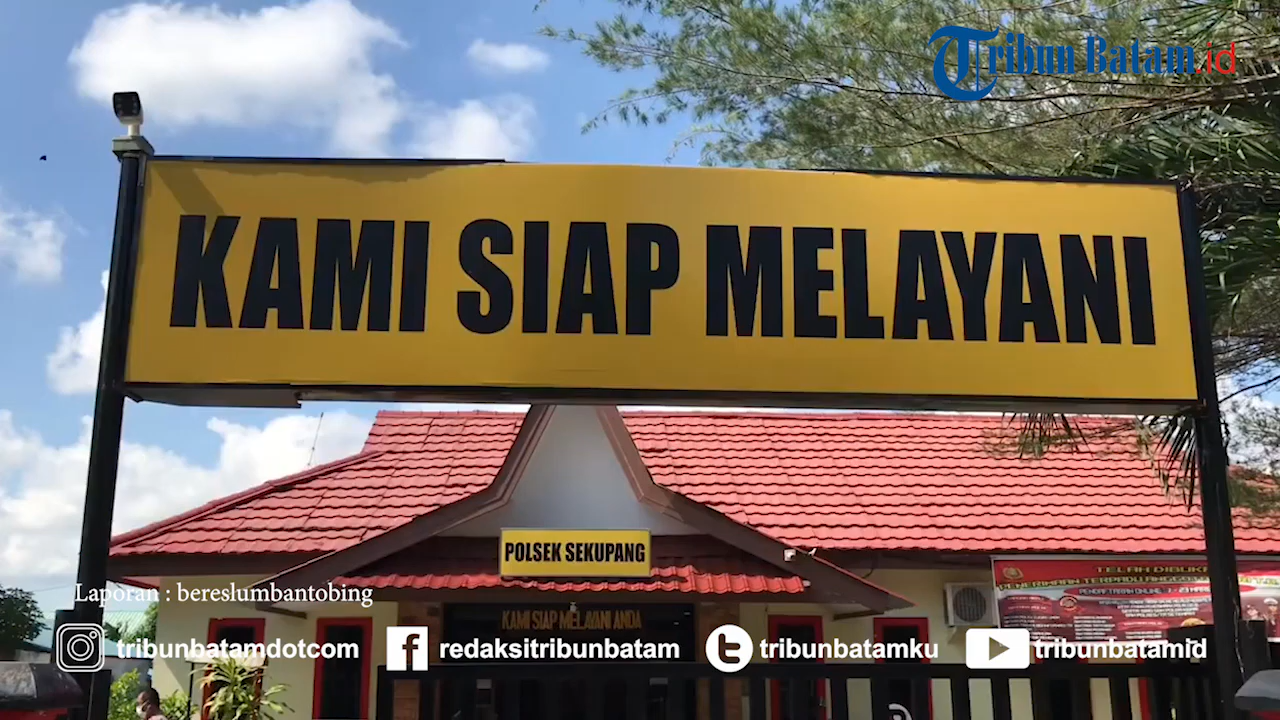 Tribun Batam.id
KAMI SIAP MELAYANI
POLSEK SEKUPANG
TELAH DIBUKA
KAMI SIAP MELAYANI ANDA
Laporan : bereslumbantobing
tribunbatamdotcom
redaksitribunbatam
tribunbatamku
tribunbatamid